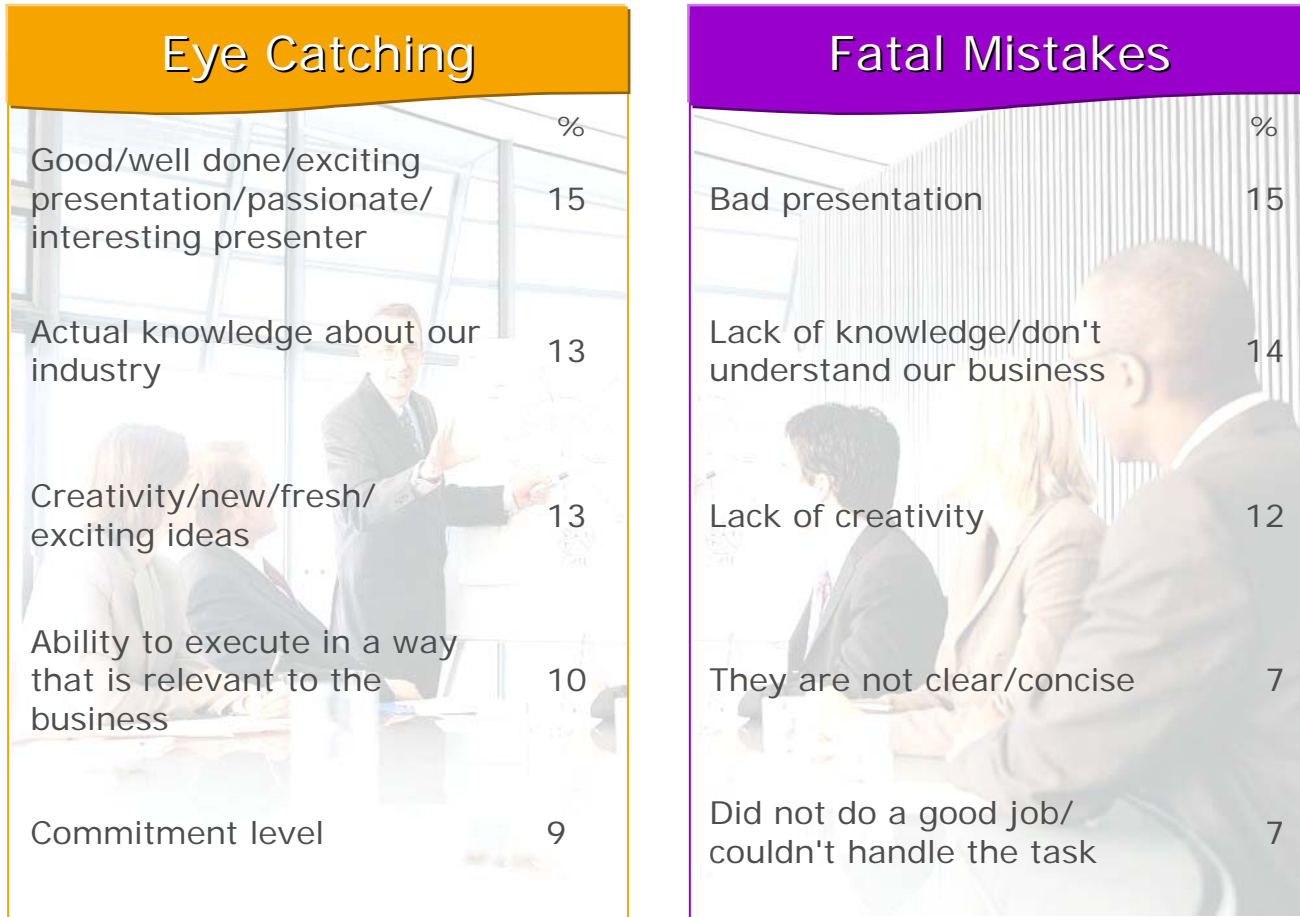 Eye Catching
%
Good/well done/exciting
presentation/passionate/
interesting presenter
15
Actual knowledge about our
industry
13
Creativity/new/fresh/
exciting ideas
13
Ability to execute in a way
that is relevant to the
business
10
Commitment level
9
Fatal Mistakes
%
Bad presentation
15
Lack of knowledge/don't
understand our business
14
Lack of creativity
12
They are not clear/concise
7
Did not do a good job/
couldn't handle the task
7